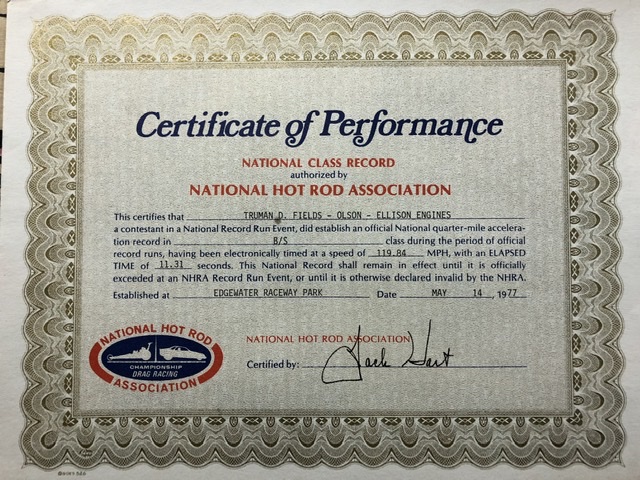 Certificate of Performance
NATIONAL CLASS RECORD
authorized by
NATIONAL HOT ROD ASSOCIATION
This certifies that TRUMAN D. FIELDS - OLSON - ELLISON ENGINES
a contestant in a National Record Run Event, did establish an official National quarter-mile accelera-
tion record in B/S class during the period of official
record runs, having been electronically timed at a speed of 119.84 MPH, with an ELAPSED
TIME of 11.31 seconds. This National Record shall remain in effect until it is officially
exceeded at an NHRA Record Run Event, or until it is otherwise declared invalid by the NHRA.
Established at EDGEWATER RACEWAY PARK Date MAY 14, 1977
NATIONAL HOT ROD
CHAMPIONSHIP
DRAG RACING
ASSOCIATION
NATIONAL HOT ROD ASSOCIATION
Certified by: Jack Hart